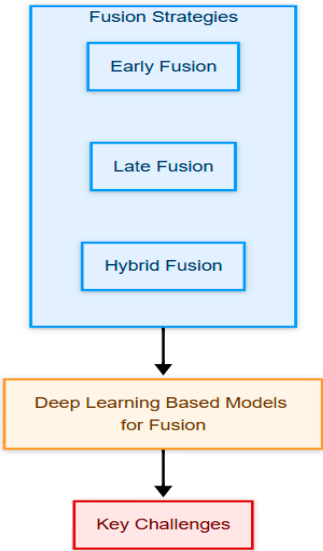 Fusion Strategies
Early Fusion
Late Fusion
Hybrid Fusion
Deep Learning Based Models
for Fusion
Key Challenges